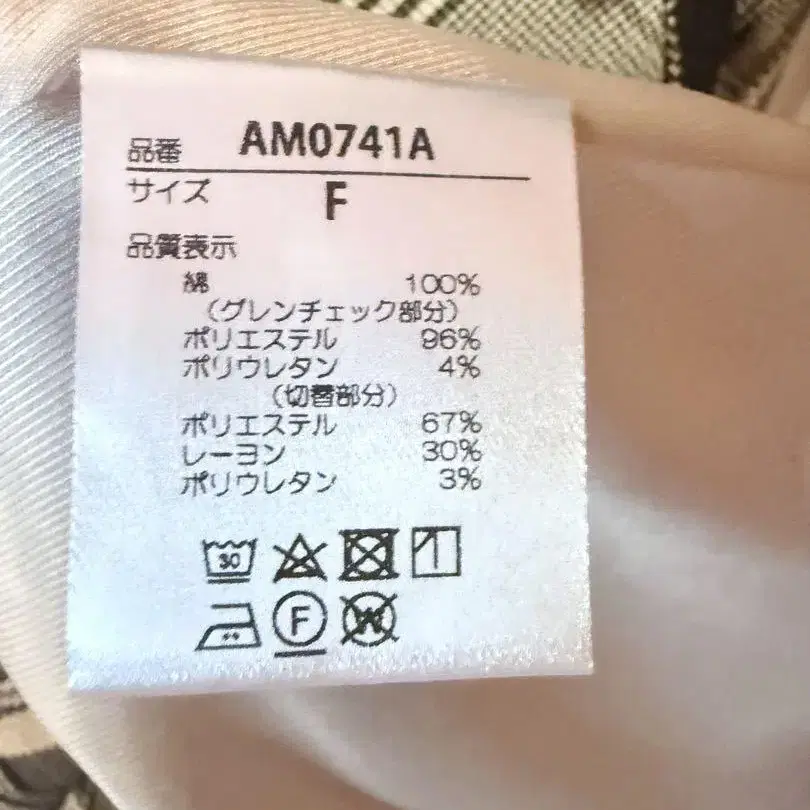 品番 AM0741A
サイズ F
品質表示
綿 100%
（グレンチェック部分）
ポリエステル 96%
ポリウレタン 4%
（切替部分）
ポリエステル 67%
レーヨン 30%
ポリウレタン 3%
30
F W